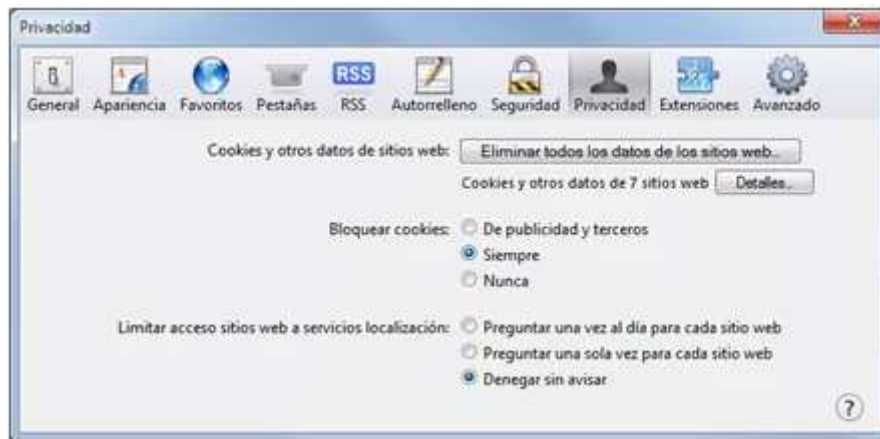 Privacidad
RSS
General Apariencia Favoritos Pestañas RSS Autorrelleno Seguridad Privacidad Extensiones Avanzado
Cookies y otros datos de sitios web: Eliminar todos los datos de los sitios web...
Cookies y otros datos de 7 sitios web Detalles...
Bloquear cookies: De publicidad y terceros
Siempre
Nunca
Limitar acceso sitios web a servicios localización: Preguntar una vez al día para cada sitio web
Preguntar una sola vez para cada sitio web
Denegar sin avisar
?